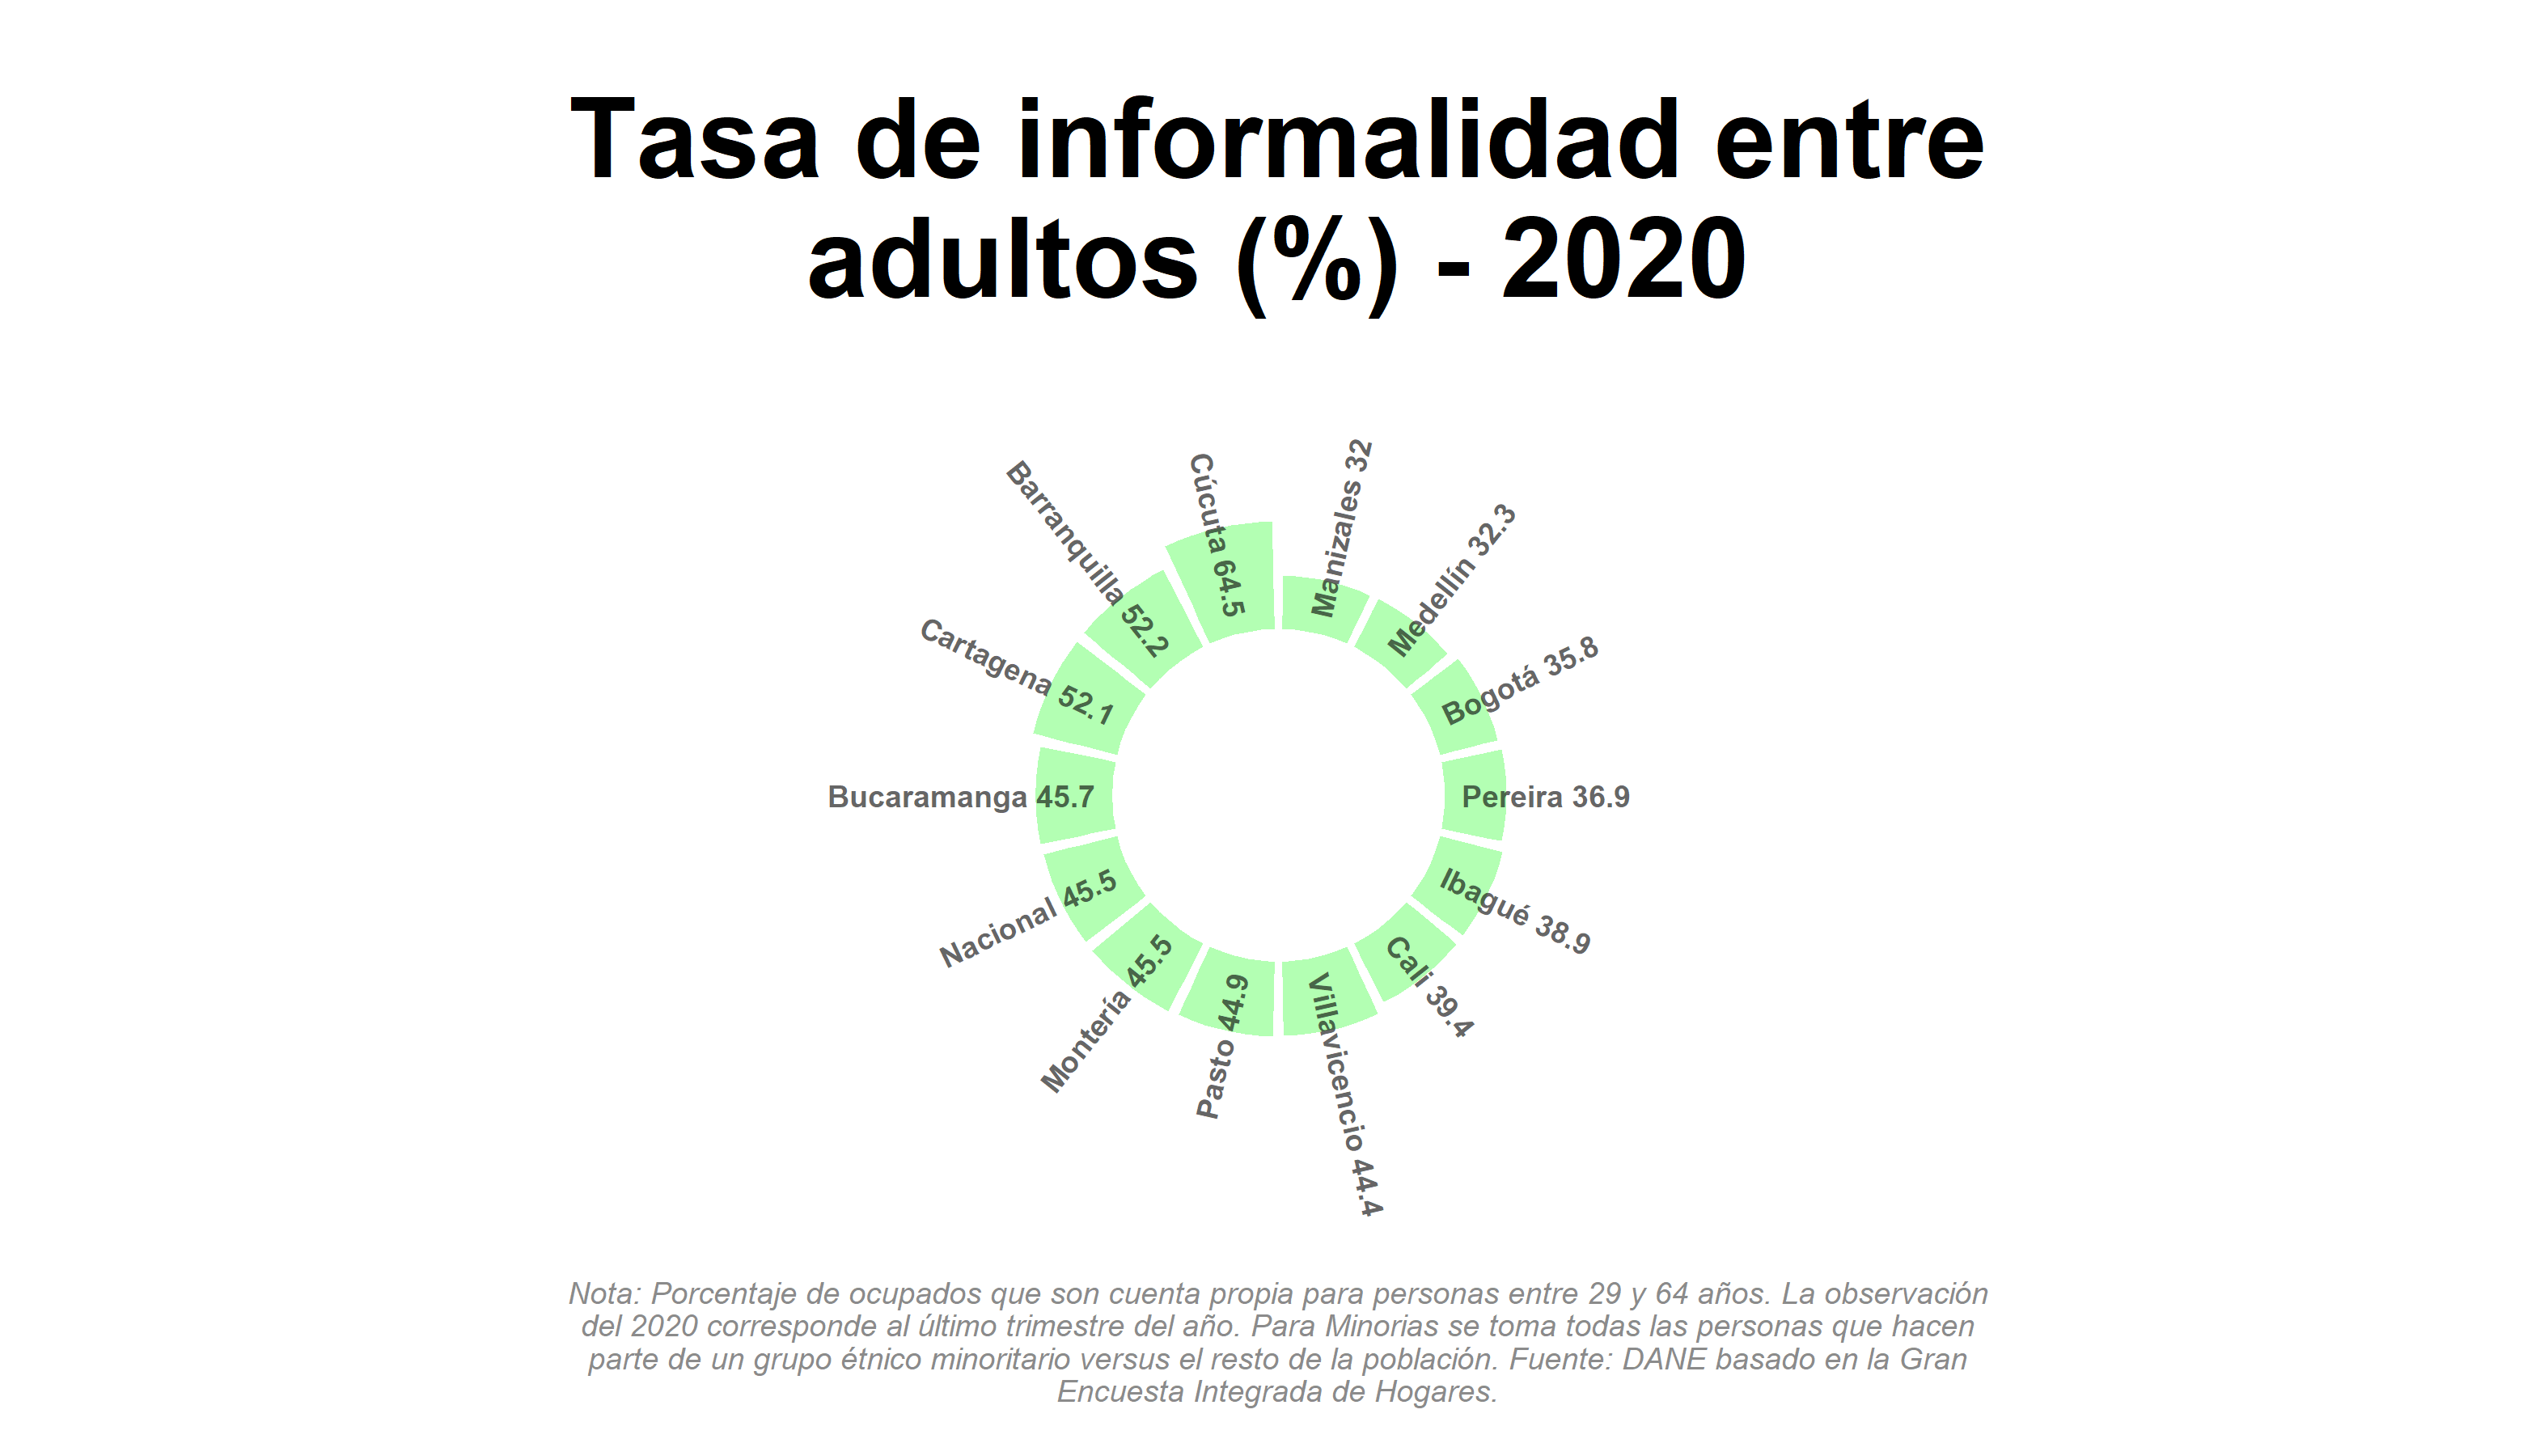 Tasa de informalidad entre
adultos (%) - 2020
Manizales 32
Medellín 32.3
Bogotá 35.8
Pereira 36.9
Ibagué 38.9
Cali 39.4
Villavicencio 44.4
Pasto 44.9
Montería 45.5
Nacional 45.5
Bucaramanga 45.7
Cartagena 52.1
Barranquilla 52.2
Cúcuta 64.5
Nota: Porcentaje de ocupados que son cuenta propia para personas entre 29 y 64 años. La observación
del 2020 corresponde al último trimestre del año. Para Minorias se toma todas las personas que hacen
parte de un grupo étnico minoritario versus el resto de la población. Fuente: DANE basado en la Gran
Encuesta Integrada de Hogares.